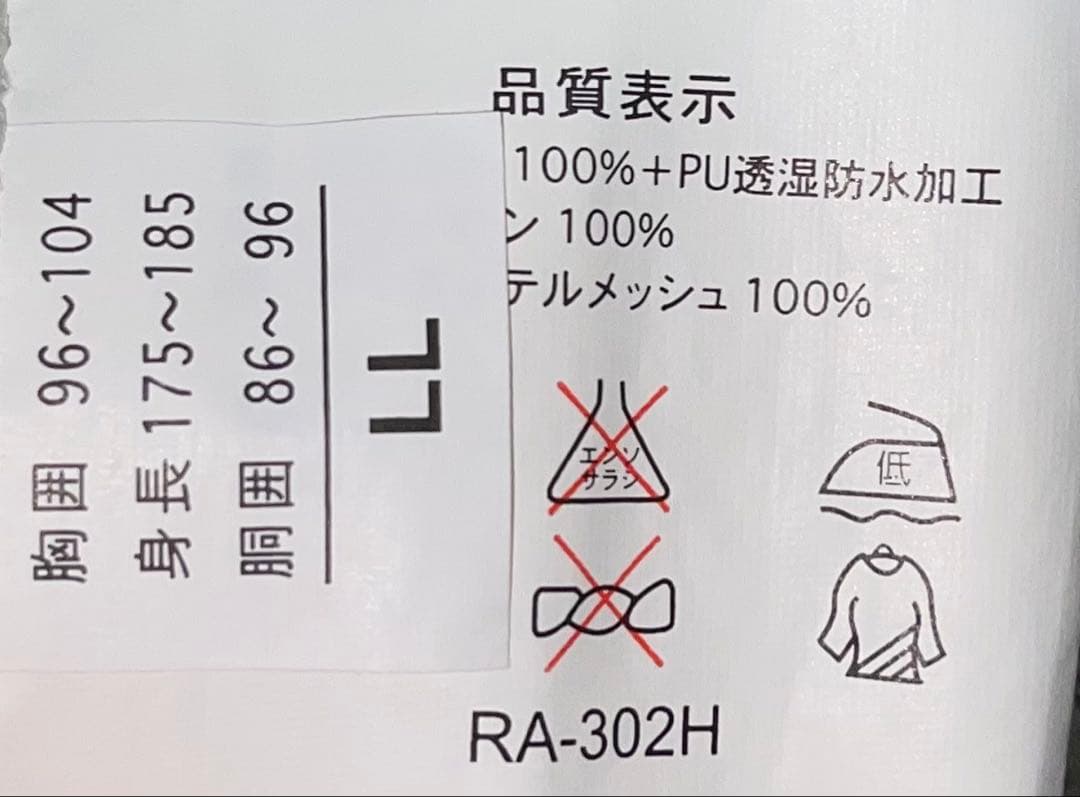 品質表示
100%+PU透湿防水加工
ン 100%
テルメッシュ 100%
胸囲 96~104
身長 175~185
胴囲 86~ 96
LL
エンソ
サラシ
低
RA-302H